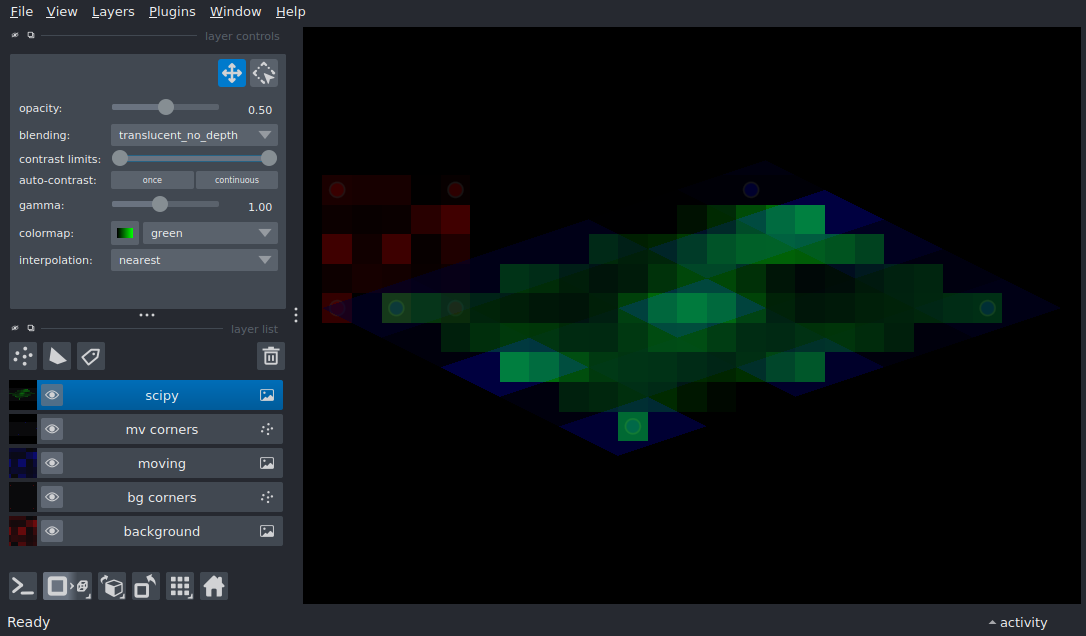 File View Layers Plugins Window Help
layer controls
opacity: 0.50
blending: translucent_no_depth
contrast limits:
auto-contrast: once continuous
gamma: 1.00
colormap: green
interpolation: nearest
layer list
scipy
mv corners
moving
bg corners
background
Ready activity